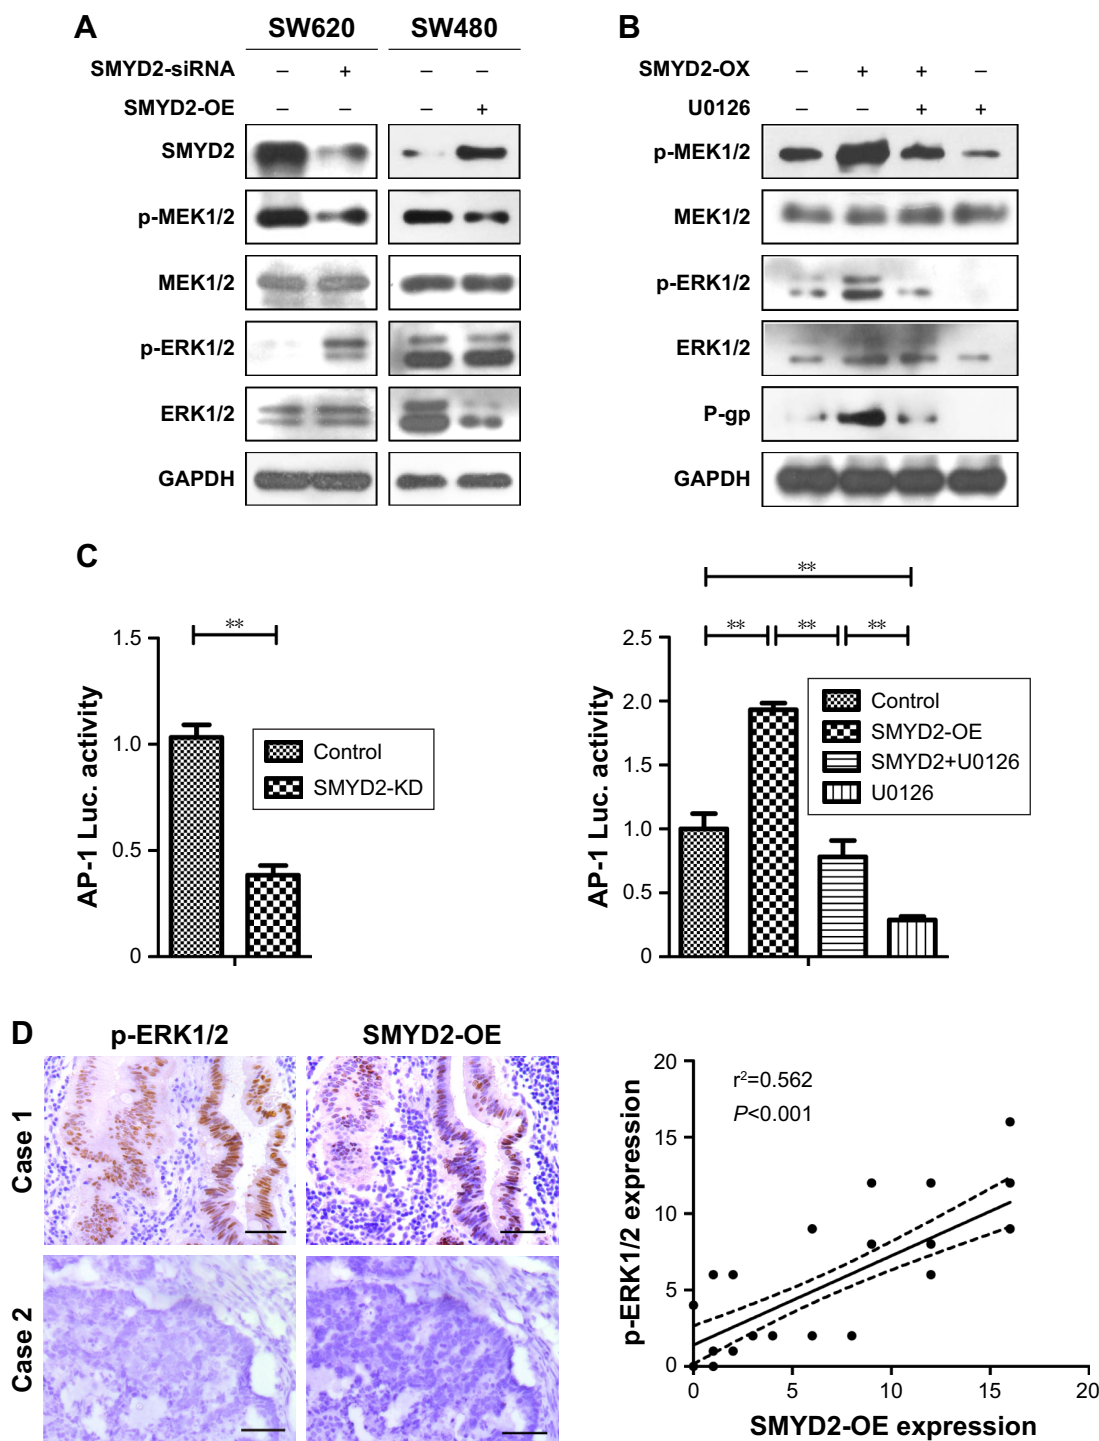 A
SW620 SW480
SMYD2-siRNA – + – –
SMYD2-OE – – – +
SMYD2
p-MEK1/2
MEK1/2
p-ERK1/2
ERK1/2
GAPDH
B
SMYD2-OX – + + –
U0126 – – + +
p-MEK1/2
MEK1/2
p-ERK1/2
ERK1/2
P-gp
GAPDH
C
**
1.5
1.0
0.5
0
AP-1 Luc. activity
Control
SMYD2-KD
**
** ** **
2.5
2.0
1.5
1.0
0.5
0
AP-1 Luc. activity
Control
SMYD2-OE
SMYD2+U0126
U0126
D
p-ERK1/2 SMYD2-OE
Case 1
Case 2
20
15
10
5
0
p-ERK1/2 expression
r²=0.562
P<0.001
0 5 10 15 20
SMYD2-OE expression